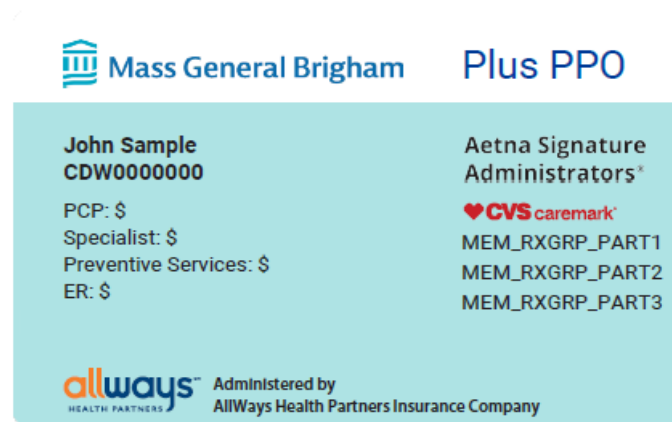 Mass General Brigham
Plus PPO
John Sample
CDW0000000
PCP: $
Specialist: $
Preventive Services: $
ER: $
Aetna Signature
Administrators®
CVS caremark®
MEM_RXGRP_PART1
MEM_RXGRP_PART2
MEM_RXGRP_PART3
allways℠
HEALTH PARTNERS
Administered by
AllWays Health Partners Insurance Company